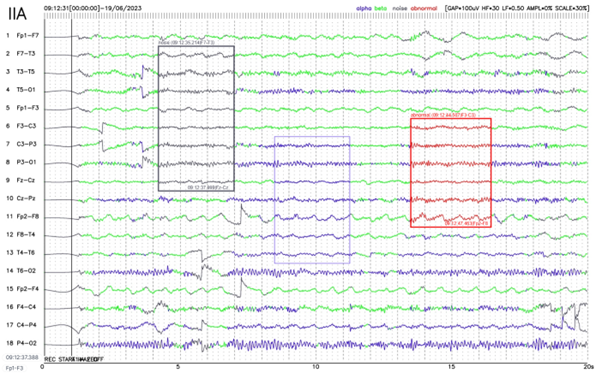 IIA 09:12:31[00:00:00]-19/06/2023 alpha beta noise abnormal [GAP=100uV HF=30 LF=0.50 AMPL=0% SCALE=30%]
1 Fp1-F7
2 F7-T3
3 T3-T5
4 T5-O1
5 Fp1-F3
6 F3-C3
7 C3-P3
8 P3-O1
9 Fz-Cz
10 Cz-Pz
11 Fp2-F8
12 F8-T4
13 T4-T6
14 T6-O2
15 Fp2-F4
16 F4-C4
17 C4-P4
18 P4-O2
09:12:37.388 REC START
Fp1-F3 0 5 10 15 20s